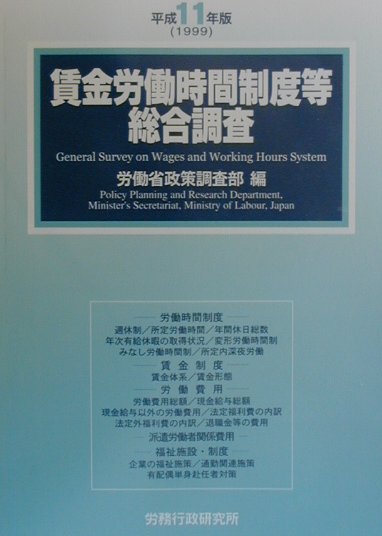 平成11年版
(1999)
賃金労働時間制度等
総合調査
General Survey on Wages and Working Hours System
労働省政策調査部 編
Policy Planning and Research Department,
Minister's Secretariat, Ministry of Labour, Japan
労働時間制度
週休制/所定労働時間/年間休日総数
年次有給休暇の取得状況/変形労働時間制
みなし労働時間制/所定内深夜労働
賃金制度
賃金体系/賃金形態
労働費用
労働費用総額/現金給与総額
現金給与以外の労働費用/法定福利費の内訳
法定外福利費の内訳/退職金等の費用
派遣労働者関係費用
福祉施設・制度
企業の福祉施策/通勤関連施策
有配偶単身赴任者対策
労務行政研究所